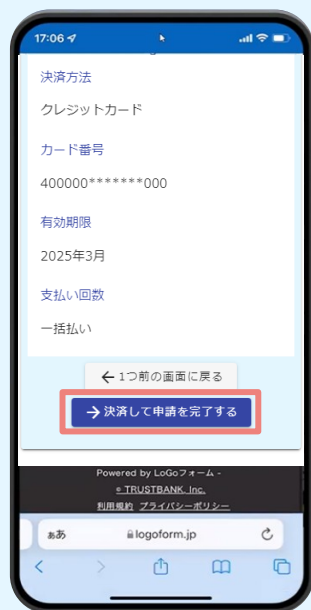 17:06
決済方法
クレジットカード
カード番号
400000*******000
有効期限
2025年3月
支払い回数
一括払い
← 1つ前の画面に戻る
→ 決済して申請を完了する
Powered by LoGoフォーム -
© TRUSTBANK, Inc.
利用規約 プライバシーポリシー
ぁあ logoform.jp